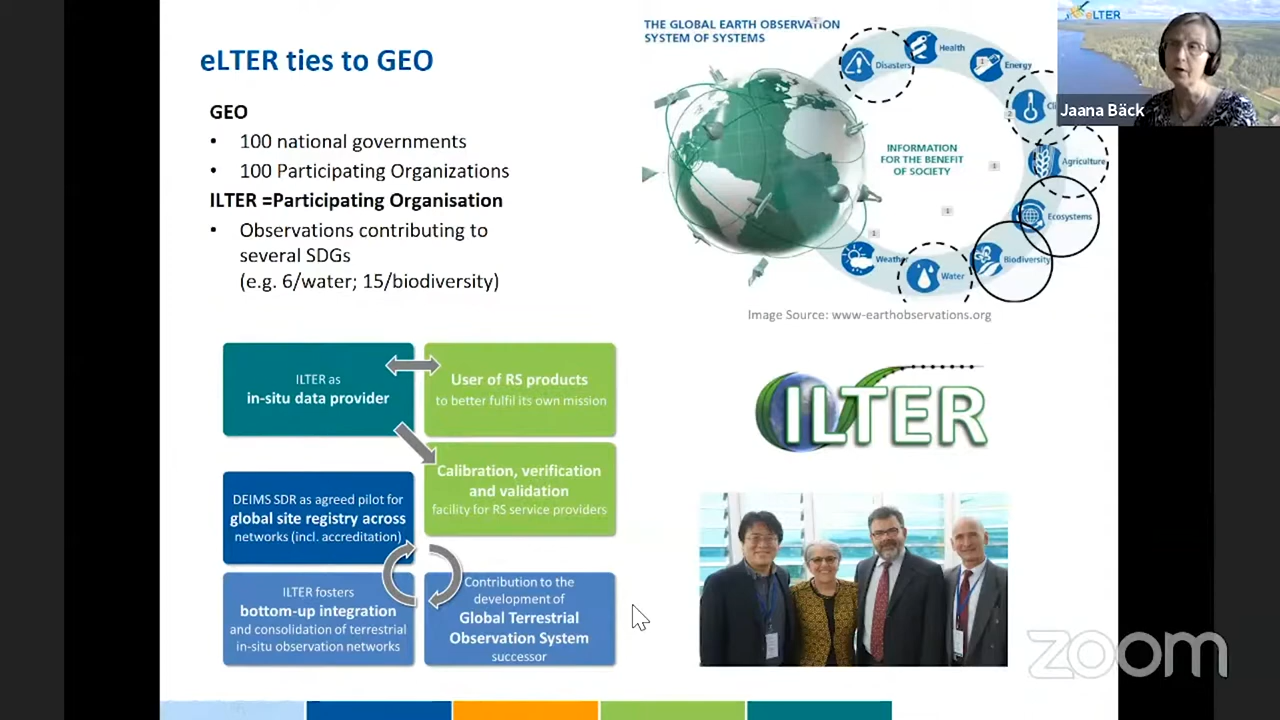 eLTER ties to GEO
GEO
• 100 national governments
• 100 Participating Organizations
ILTER =Participating Organisation
• Observations contributing to
several SDGs
(e.g. 6/water; 15/biodiversity)
THE GLOBAL EARTH OBSERVATION
SYSTEM OF SYSTEMS
Disasters
Health
Energy
Agriculture
Ecosystems
Biodiversity
Water
Weather
INFORMATION
FOR THE BENEFIT
OF SOCIETY
Image Source: www-earthobservations.org
eLTER
Jaana Bäck
ILTER as
in-situ data provider
User of RS products
to better fulfil its own mission
Calibration, verification
and validation
facility for RS service providers
DEIMS SDR as agreed pilot for
global site registry across
networks (incl. accreditation)
ILTER fosters
bottom-up integration
and consolidation of terrestrial
in-situ observation networks
Contribution to the
development of
Global Terrestrial
Observation System
successor
ILTER
zoom